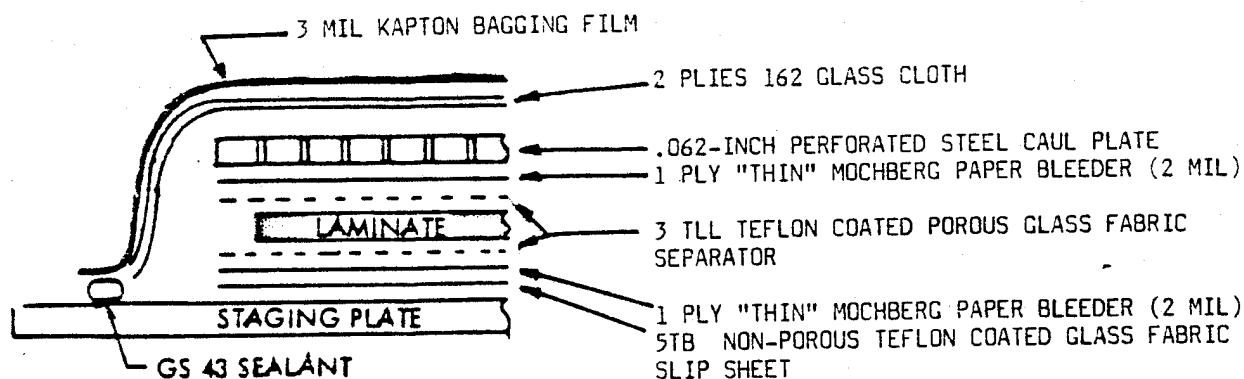 3 MIL KAPTON BAGGING FILM
2 PLIES 162 GLASS CLOTH
.062-INCH PERFORATED STEEL CAUL PLATE
1 PLY "THIN" MOCHBERG PAPER BLEEDER (2 MIL)
LAMINATE
3 TLL TEFLON COATED POROUS GLASS FABRIC
SEPARATOR
1 PLY "THIN" MOCHBERG PAPER BLEEDER (2 MIL)
STAGING PLATE
5TB NON-POROUS TEFLON COATED GLASS FABRIC
SLIP SHEET
GS 43 SEALANT